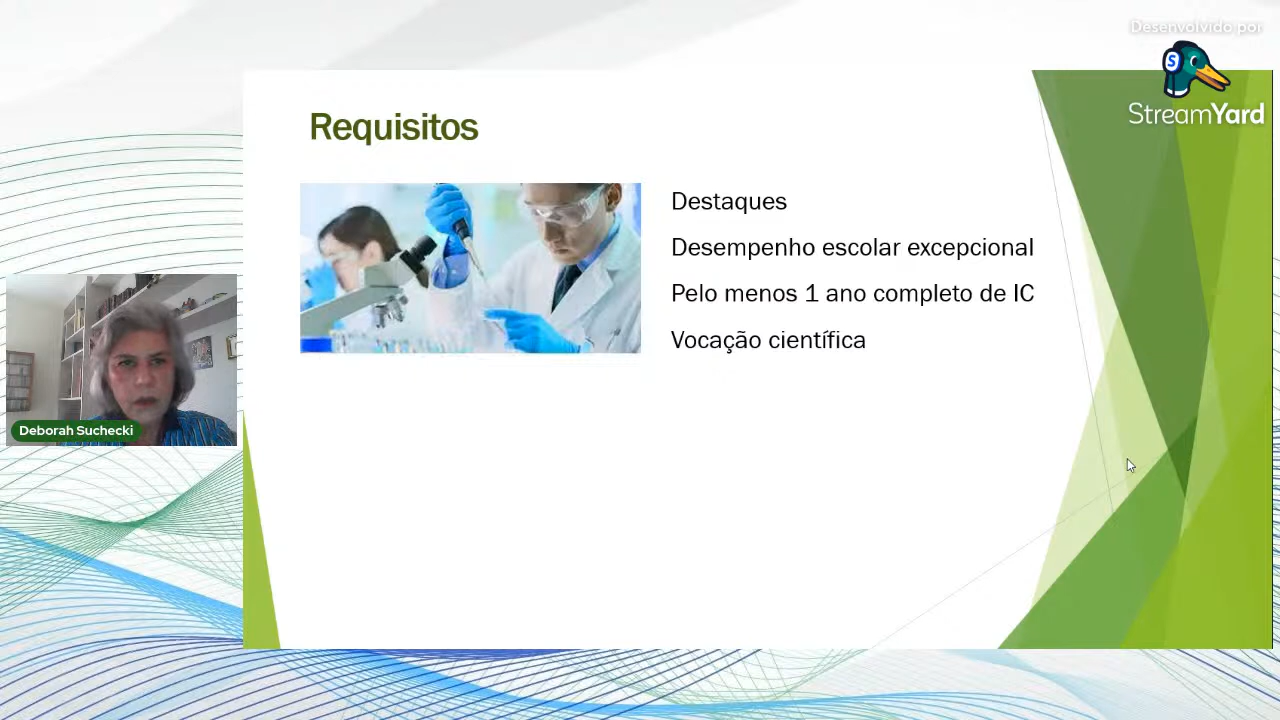 Desenvolvido por
StreamYard
Requisitos
Destaques
Desempenho escolar excepcional
Pelo menos 1 ano completo de IC
Vocação científica
Deborah Suchecki